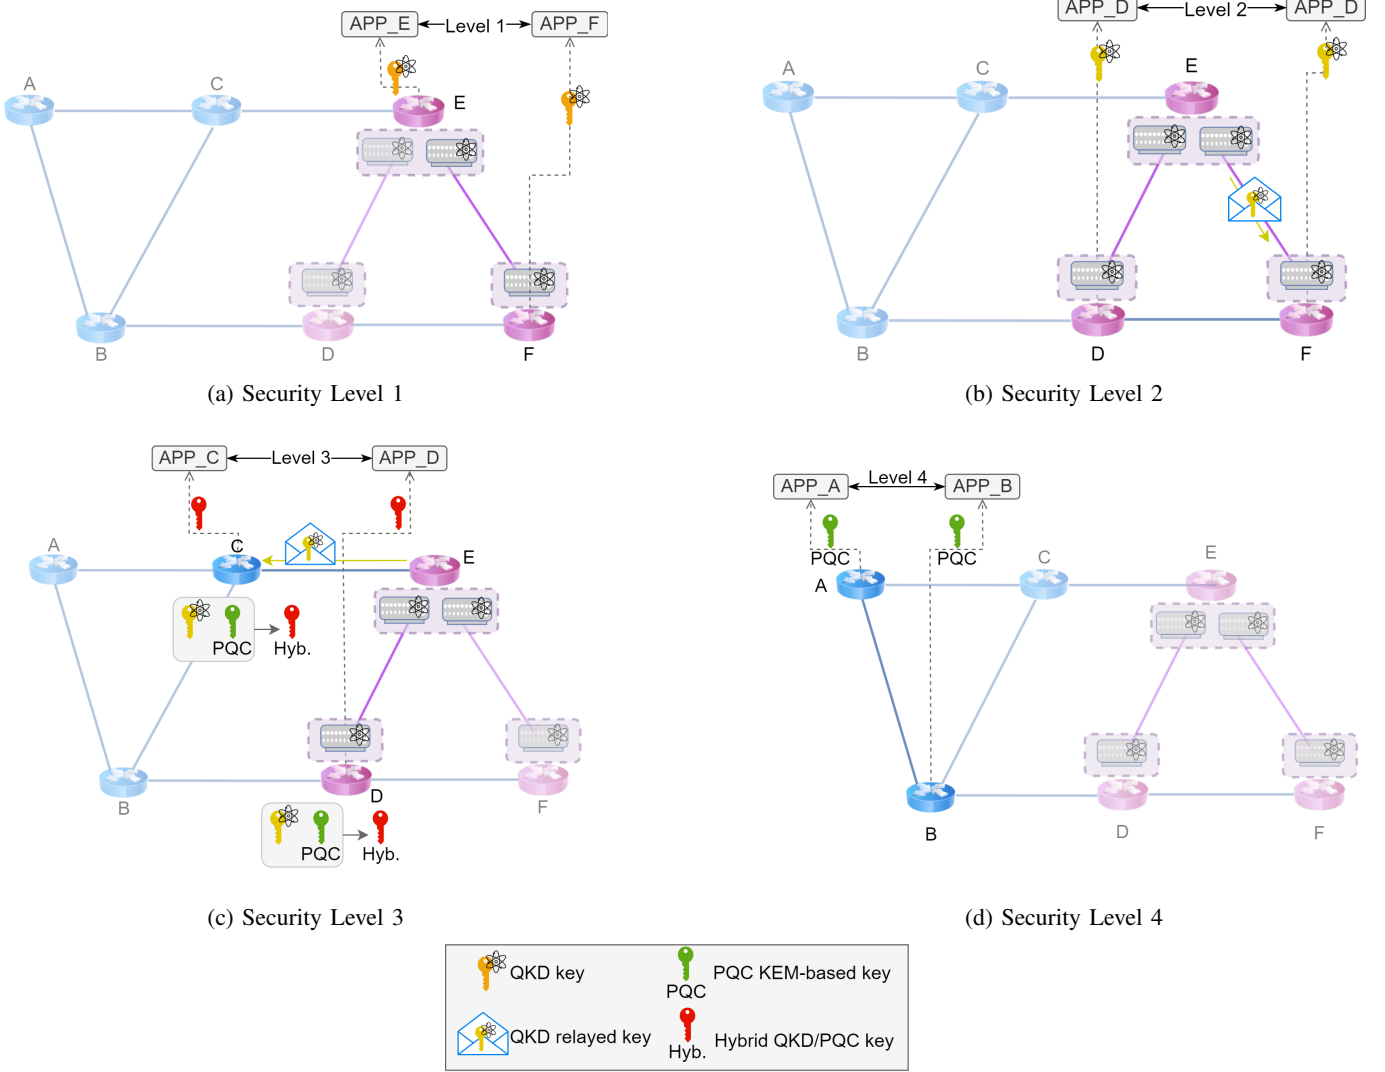 APP_E Level 1 APP_F
A C E
B D F
(a) Security Level 1
APP_D Level 2 APP_D
A C E
B D F
(b) Security Level 2
APP_C Level 3 APP_D
A C E
PQC Hyb.
B D F
PQC Hyb.
(c) Security Level 3
APP_A Level 4 APP_B
PQC PQC
A C E
B D F
(d) Security Level 4
QKD key PQC PQC KEM-based key
QKD relayed key Hyb. Hybrid QKD/PQC key